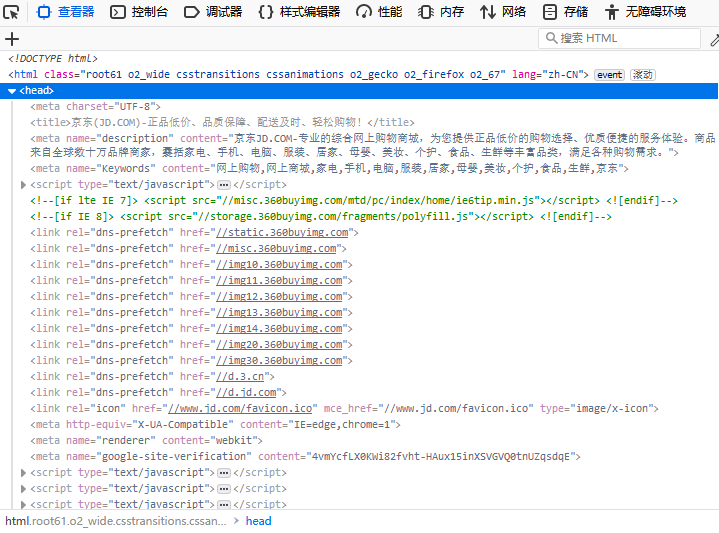 查看器 控制台 调试器 样式编辑器 性能 内存 网络 存储 无障碍环境
搜索 HTML
<!DOCTYPE html>
<html class="root61 o2_wide csstransitions cssanimations o2_gecko o2_firefox o2_67" lang="zh-CN"> event 滚动
<head>
<meta charset="UTF-8">
<title>京东(JD.COM)-正品低价、品质保障、配送及时、轻松购物！</title>
<meta name="description" content="京东JD.COM-专业的综合网上购物商城，为您提供正品低价的购物选择、优质便捷的服务体验。商品
来自全球数十万品牌商家，囊括家电、手机、电脑、服装、居家、母婴、美妆、个护、食品、生鲜等丰富品类，满足各种购物需求。">
<meta name="Keywords" content="网上购物,网上商城,家电,手机,电脑,服装,居家,母婴,美妆,个护,食品,生鲜,京东">
<script type="text/javascript"> ••• </script>
<!--[if lte IE 7]> <script src="//misc.360buyimg.com/mtd/pc/index/home/ie6tip.min.js"></script> <![endif]-->
<!--[if IE 8]> <script src="//storage.360buyimg.com/fragments/polyfill.js"></script> <![endif]-->
<link rel="dns-prefetch" href="//static.360buyimg.com">
<link rel="dns-prefetch" href="//misc.360buyimg.com">
<link rel="dns-prefetch" href="//img10.360buyimg.com">
<link rel="dns-prefetch" href="//img11.360buyimg.com">
<link rel="dns-prefetch" href="//img12.360buyimg.com">
<link rel="dns-prefetch" href="//img13.360buyimg.com">
<link rel="dns-prefetch" href="//img14.360buyimg.com">
<link rel="dns-prefetch" href="//img20.360buyimg.com">
<link rel="dns-prefetch" href="//img30.360buyimg.com">
<link rel="dns-prefetch" href="//d.3.cn">
<link rel="dns-prefetch" href="//d.jd.com">
<link rel="icon" href="//www.jd.com/favicon.ico" mce_href="//www.jd.com/favicon.ico" type="image/x-icon">
<meta http-equiv="X-UA-Compatible" content="IE=edge,chrome=1">
<meta name="renderer" content="webkit">
<meta name="google-site-verification" content="4vmYcfLX0KWi82fvht-HAux15inXSVGVQ0tnUZqsdqE">
<script type="text/javascript"> ••• </script>
<script type="text/javascript"> ••• </script>
<script type="text/javascript"> ••• </script>
html.root61.o2_wide.csstransitions.cssan... > head